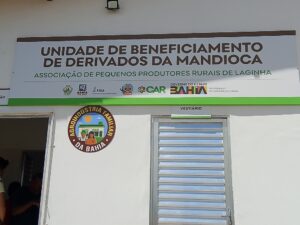 UNIDADE DE BENEFICIAMENTO
DE DERIVADOS DA MANDIOCA
ASSOCIAÇÃO DE PEQUENOS PRODUTORES RURAIS DE LAGINHA
CAR
BAHIA
VESTIÁRIO
AGROINDÚSTRIA FAMILIAR
DA BAHIA